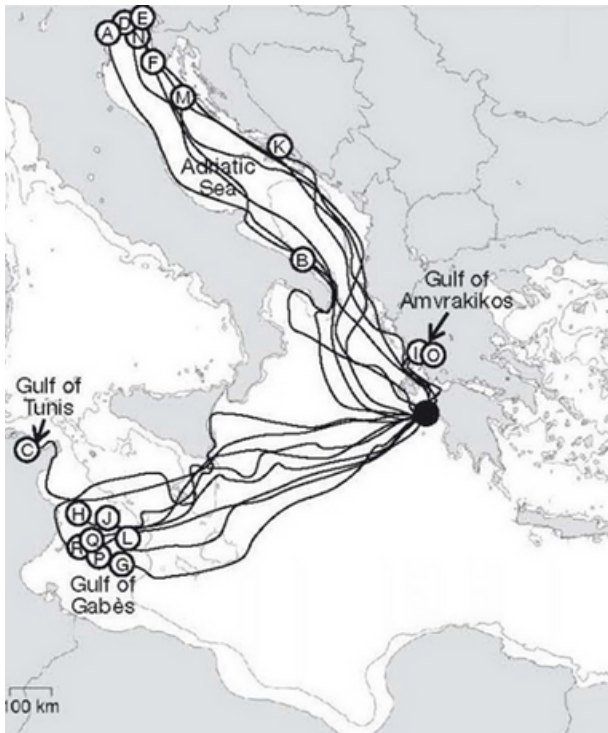 E
D
A
N
F
M
K
Adriatic
Sea
B
Gulf of
Amvrakikos
I
O
Gulf of
Tunis
C
H
J
Q
L
R
P
G
Gulf of
Gabès
100 km